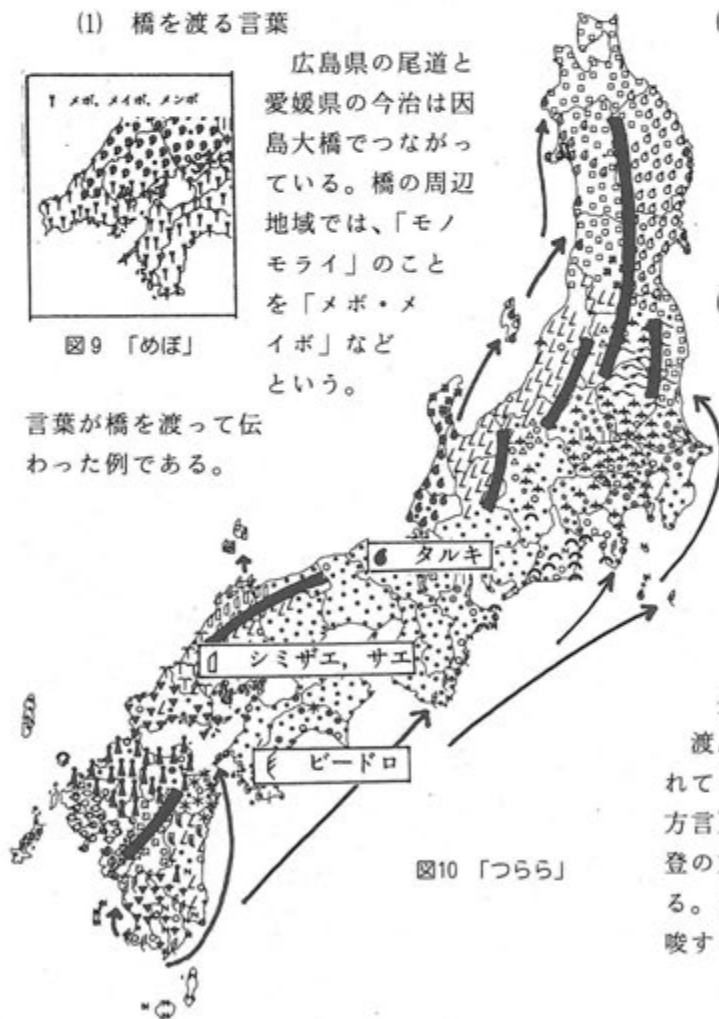 (1) 橋を渡る言葉
広島県の尾道と
愛媛県の今治は因
島大橋でつながっ
ている。橋の周辺
地域では、「モノ
モライ」のこと
を「メボ・メ
イボ」など
という。
メボ、メイボ、メンボ
図9 「めぼ」
言葉が橋を渡って伝
わった例である。
タルキ
シミザエ,サエ
ビードロ
図10 「つらら」
渡
れて
方言
登の
る。
唆す